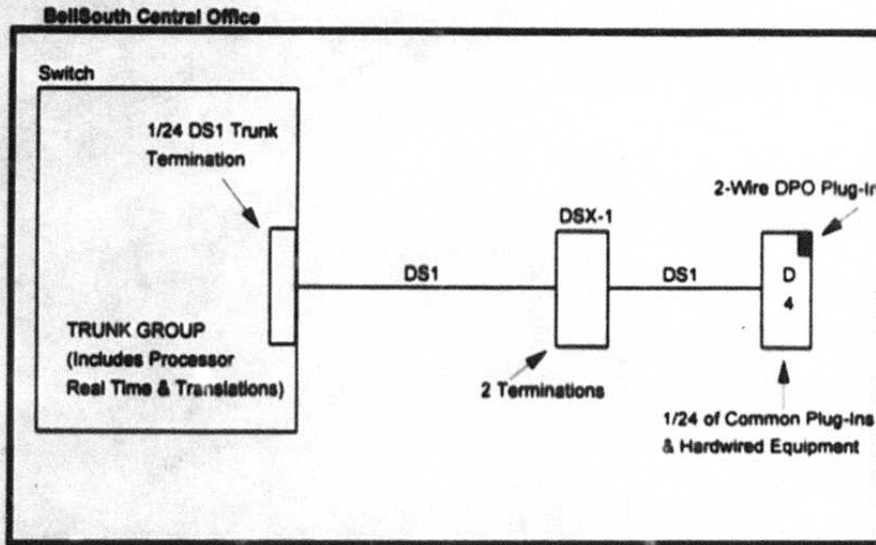 BellSouth Central Office
Switch
1/24 DS1 Trunk
Termination
2-Wire DPO Plug-In
DSX-1
DS1
DS1
D
4
TRUNK GROUP
(Includes Processor
Real Time & Translations)
2 Terminations
1/24 of Common Plug-Ins
& Hardwired Equipment